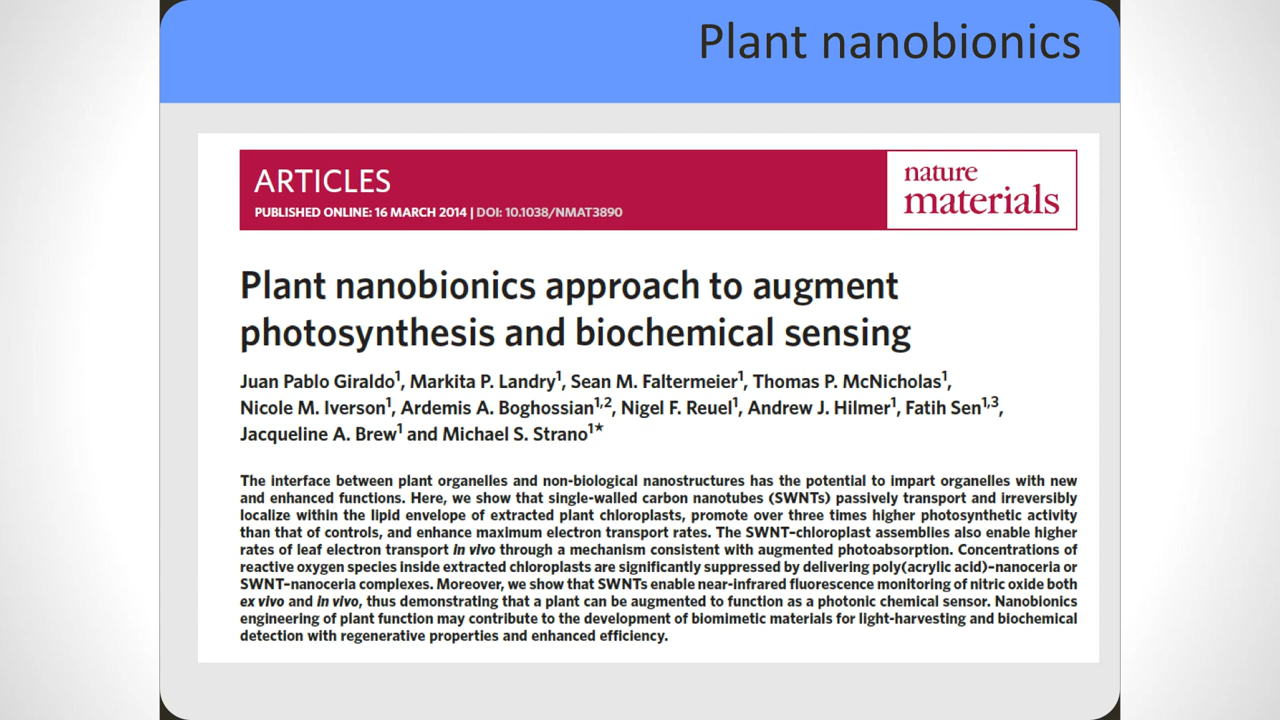 Plant nanobionics
ARTICLES
PUBLISHED ONLINE: 16 MARCH 2014 | DOI: 10.1038/NMAT3890
nature
materials
Plant nanobionics approach to augment
photosynthesis and biochemical sensing
Juan Pablo Giraldo¹, Markita P. Landry¹, Sean M. Faltermeier¹, Thomas P. McNicholas¹,
Nicole M. Iverson¹, Ardemis A. Boghossian¹,², Nigel F. Reuel¹, Andrew J. Hilmer¹, Fatih Sen¹,³,
Jacqueline A. Brew¹ and Michael S. Strano¹★
The interface between plant organelles and non-biological nanostructures has the potential to impart organelles with new
and enhanced functions. Here, we show that single-walled carbon nanotubes (SWNTs) passively transport and irreversibly
localize within the lipid envelope of extracted plant chloroplasts, promote over three times higher photosynthetic activity
than that of controls, and enhance maximum electron transport rates. The SWNT–chloroplast assemblies also enable higher
rates of leaf electron transport in vivo through a mechanism consistent with augmented photoabsorption. Concentrations of
reactive oxygen species inside extracted chloroplasts are significantly suppressed by delivering poly(acrylic acid)–nanoceria or
SWNT–nanoceria complexes. Moreover, we show that SWNTs enable near-infrared fluorescence monitoring of nitric oxide both
ex vivo and in vivo, thus demonstrating that a plant can be augmented to function as a photonic chemical sensor. Nanobionics
engineering of plant function may contribute to the development of biomimetic materials for light-harvesting and biochemical
detection with regenerative properties and enhanced efficiency.